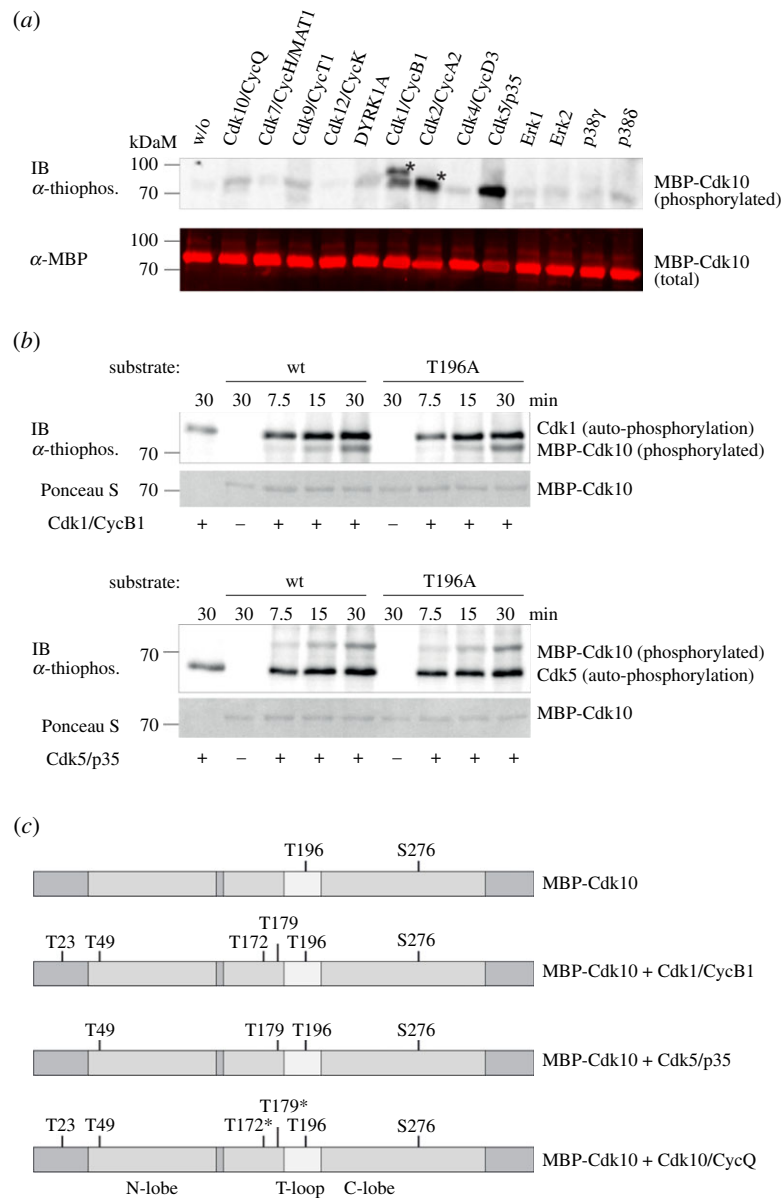 (a)
w/o Cdk10/CycQ Cdk7/CycH/MAT1 Cdk9/CycT1 Cdk12/CycK DYRK1A Cdk1/CycB1 Cdk2/CycA2 Cdk4/CycD3 Cdk5/p35 Erk1 Erk2 p38γ p38δ
kDaM
IB
α-thiophos.
100
70
* *
MBP-Cdk10
(phosphorylated)
α-MBP
100
70
MBP-Cdk10
(total)
(b)
substrate: wt T196A
30 30 7.5 15 30 30 7.5 15 30 min
IB
α-thiophos.
70
Cdk1 (auto-phosphorylation)
MBP-Cdk10 (phosphorylated)
Ponceau S 70 MBP-Cdk10
Cdk1/CycB1 + – + + + – + + +
substrate: wt T196A
30 30 7.5 15 30 30 7.5 15 30 min
IB
α-thiophos.
70
MBP-Cdk10 (phosphorylated)
Cdk5 (auto-phosphorylation)
Ponceau S 70 MBP-Cdk10
Cdk5/p35 + – + + + – + + +
(c)
T196 S276
MBP-Cdk10
T179
T23 T49 T172 T196 S276
MBP-Cdk10 + Cdk1/CycB1
T49 T179 T196 S276
MBP-Cdk10 + Cdk5/p35
T179*
T23 T49 T172* T196 S276
MBP-Cdk10 + Cdk10/CycQ
N-lobe T-loop C-lobe